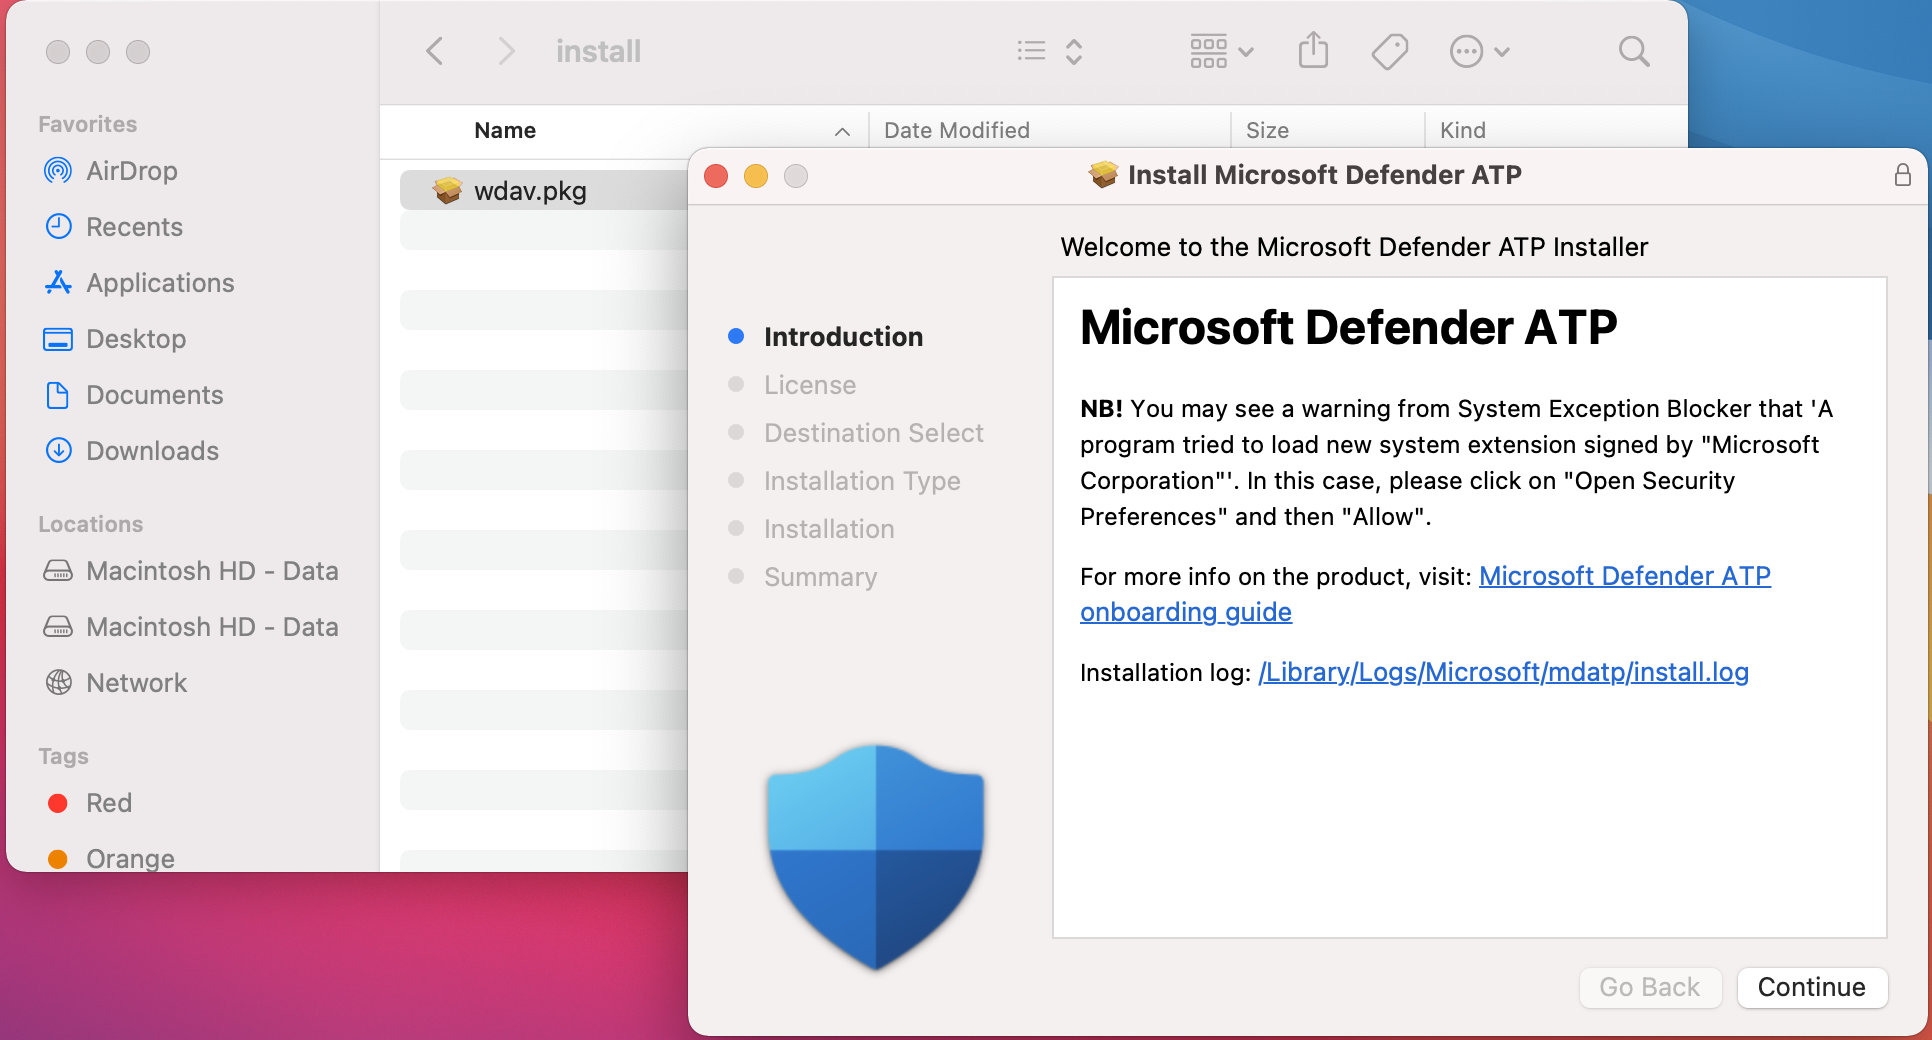 install
Favorites
AirDrop
Recents
Applications
Desktop
Documents
Downloads
Locations
Macintosh HD - Data
Macintosh HD - Data
Network
Tags
Red
Orange
Name
Date Modified
Size
Kind
wdav.pkg
Install Microsoft Defender ATP
Welcome to the Microsoft Defender ATP Installer
Introduction
License
Destination Select
Installation Type
Installation
Summary
Microsoft Defender ATP
NB! You may see a warning from System Exception Blocker that 'A
program tried to load new system extension signed by "Microsoft
Corporation"'. In this case, please click on "Open Security
Preferences" and then "Allow".
For more info on the product, visit: Microsoft Defender ATP
onboarding guide
Installation log: /Library/Logs/Microsoft/mdatp/install.log
Go Back
Continue